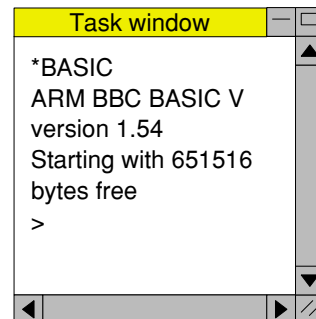 Task window
*BASIC
ARM BBC BASIC V
version 1.54
Starting with 651516
bytes free
>